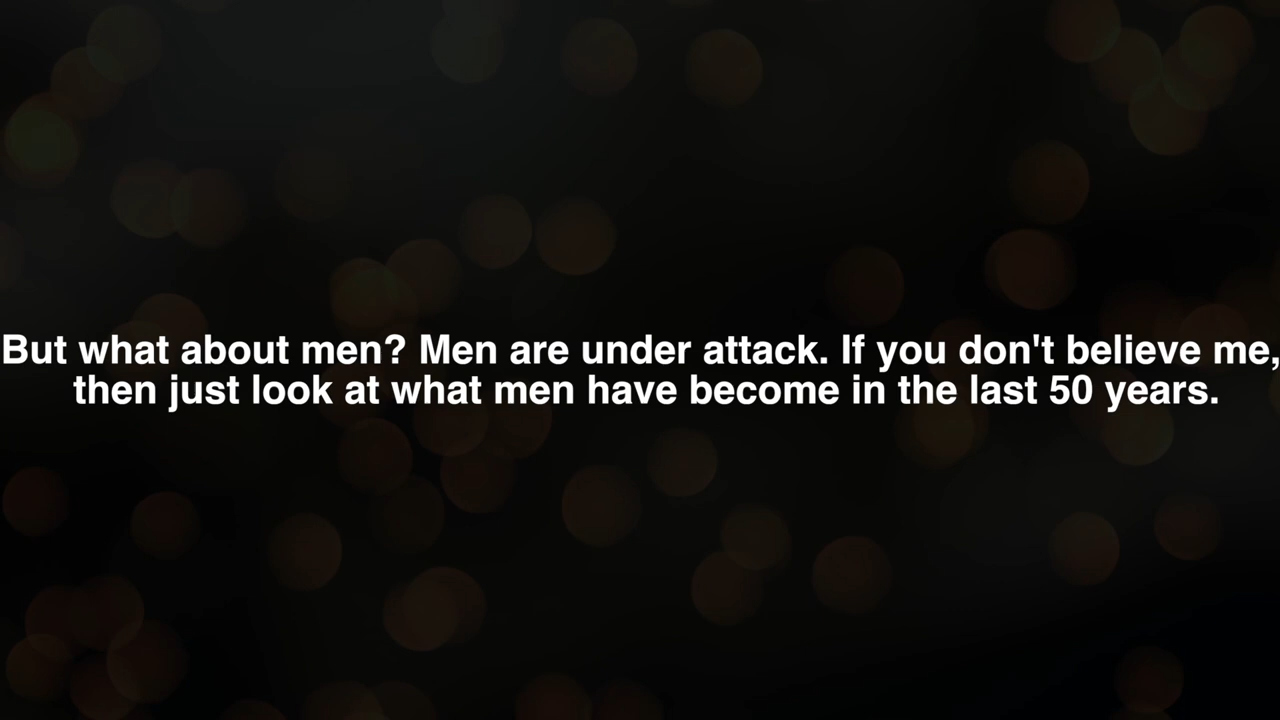 But what about men? Men are under attack. If you don't believe me,
then just look at what men have become in the last 50 years.